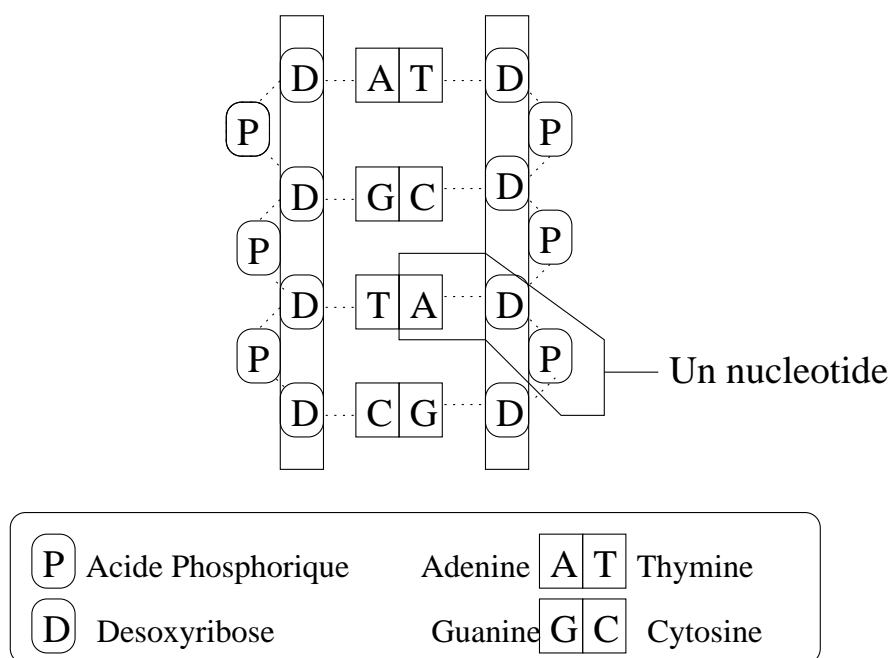 D A T D
P P
D G C D
P P
D T A D
P P
Un nucleotide
D C G D
P Acide Phosphorique Adenine A T Thymine
D Desoxyribose Guanine G C Cytosine